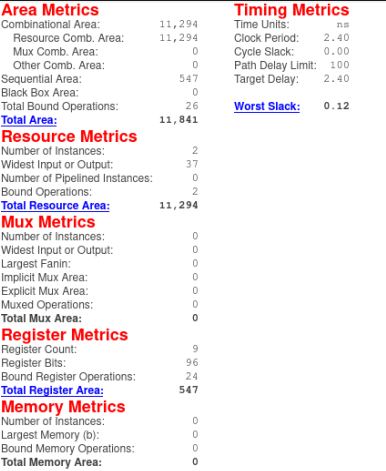 Area Metrics
Combinational Area: 11,294
Resource Comb. Area: 11,294
Mux Comb. Area: 0
Other Comb. Area: 0
Sequential Area: 547
Black Box Area: 0
Total Bound Operations: 26
Total Area: 11,841
Resource Metrics
Number of Instances: 2
Widest Input or Output: 37
Number of Pipelined Instances: 0
Bound Operations: 2
Total Resource Area: 11,294
Mux Metrics
Number of Instances: 0
Widest Input or Output: 0
Largest Fanin: 0
Implicit Mux Area: 0
Explicit Mux Area: 0
Muxed Operations: 0
Total Mux Area: 0
Register Metrics
Register Count: 9
Register Bits: 96
Bound Register Operations: 24
Total Register Area: 547
Memory Metrics
Number of Instances: 0
Largest Memory (b): 0
Bound Memory Operations: 0
Total Memory Area: 0
Timing Metrics
Time Units: ns
Clock Period: 2.40
Cycle Slack: 0.00
Path Delay Limit: 100
Target Delay: 2.40
Worst Slack: 0.12